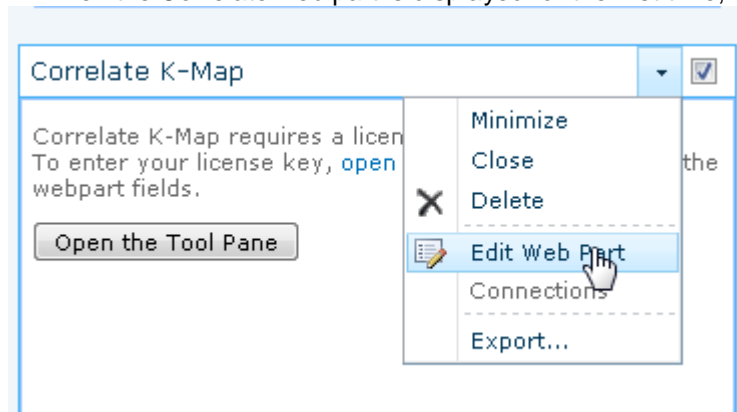 Correlate K-Map
Minimize
Correlate K-Map requires a licen
To enter your license key, open the
Close
webpart fields.
Delete
Open the Tool Pane
Edit Web Part
Connections
Export...